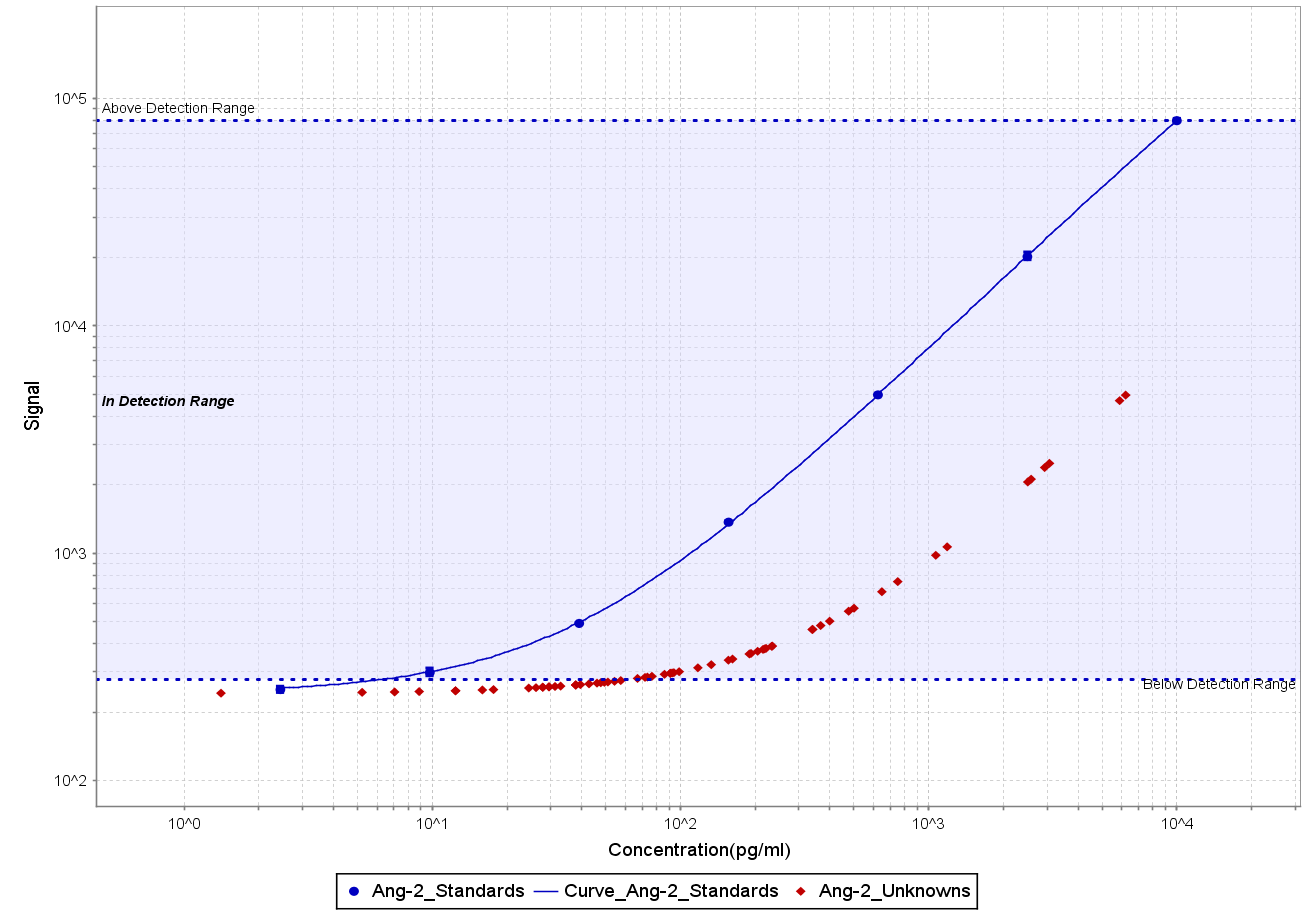 10^5
Above Detection Range
10^4
Signal
In Detection Range
10^3
Below Detection Range
10^2
10^0 10^1 10^2 10^3 10^4
Concentration(pg/ml)
Ang-2_Standards Curve_Ang-2_Standards Ang-2_Unknowns